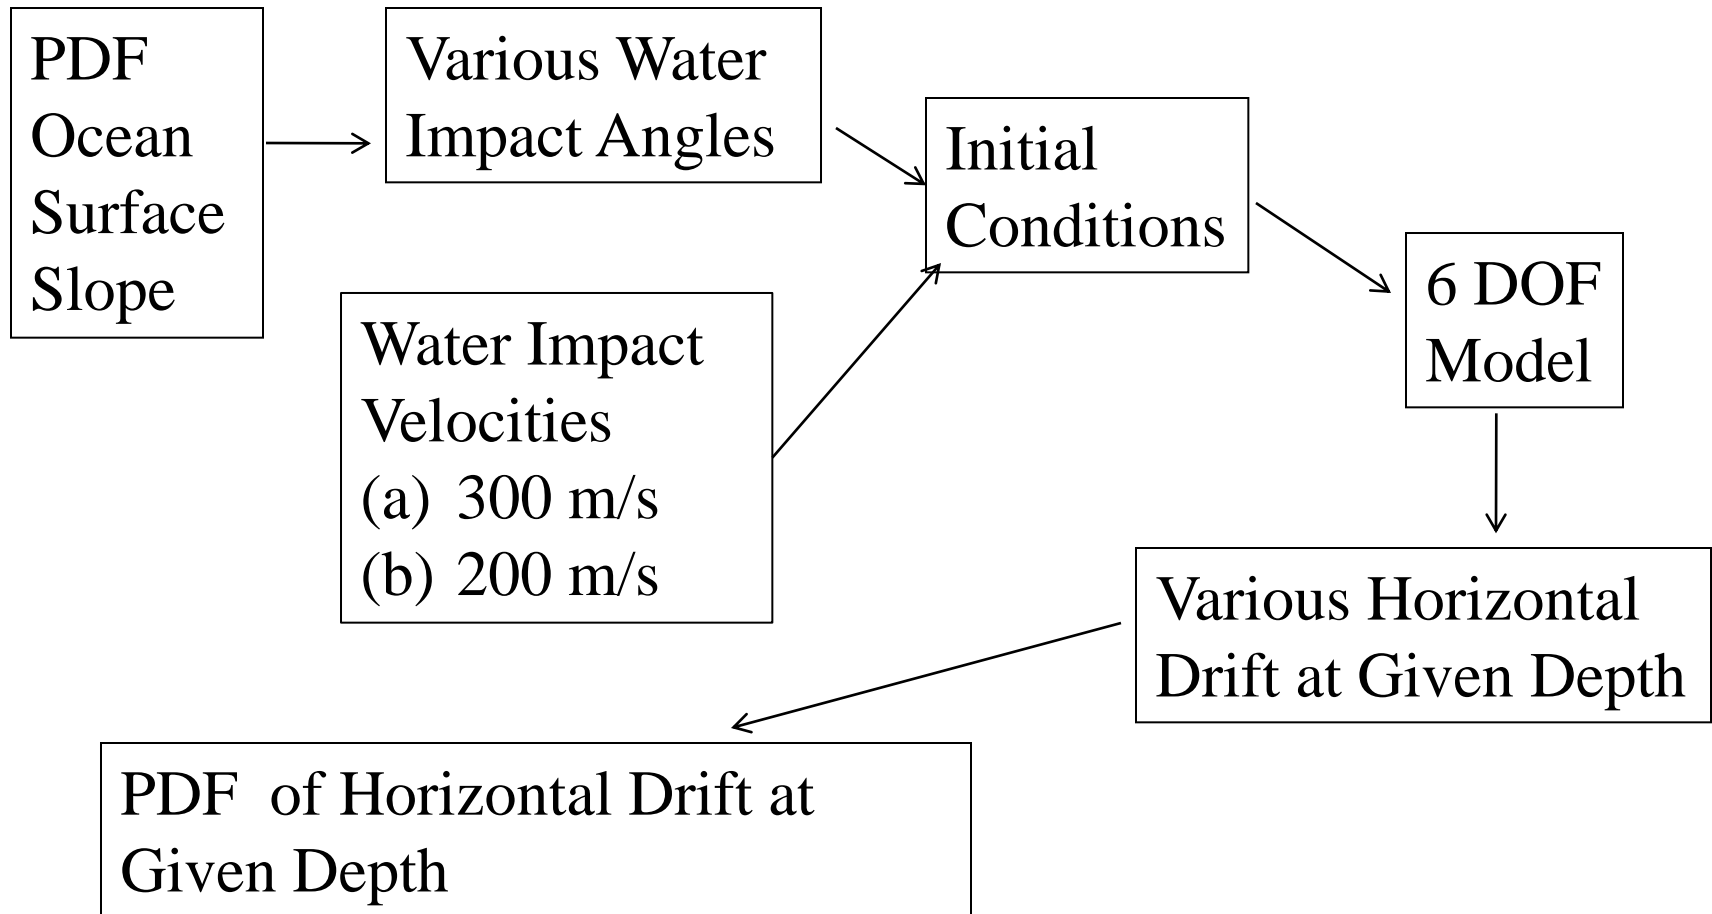 PDF
Ocean
Surface
Slope
Various Water
Impact Angles
Initial
Conditions
Water Impact
Velocities
(a) 300 m/s
(b) 200 m/s
6 DOF
Model
Various Horizontal
Drift at Given Depth
PDF of Horizontal Drift at
Given Depth